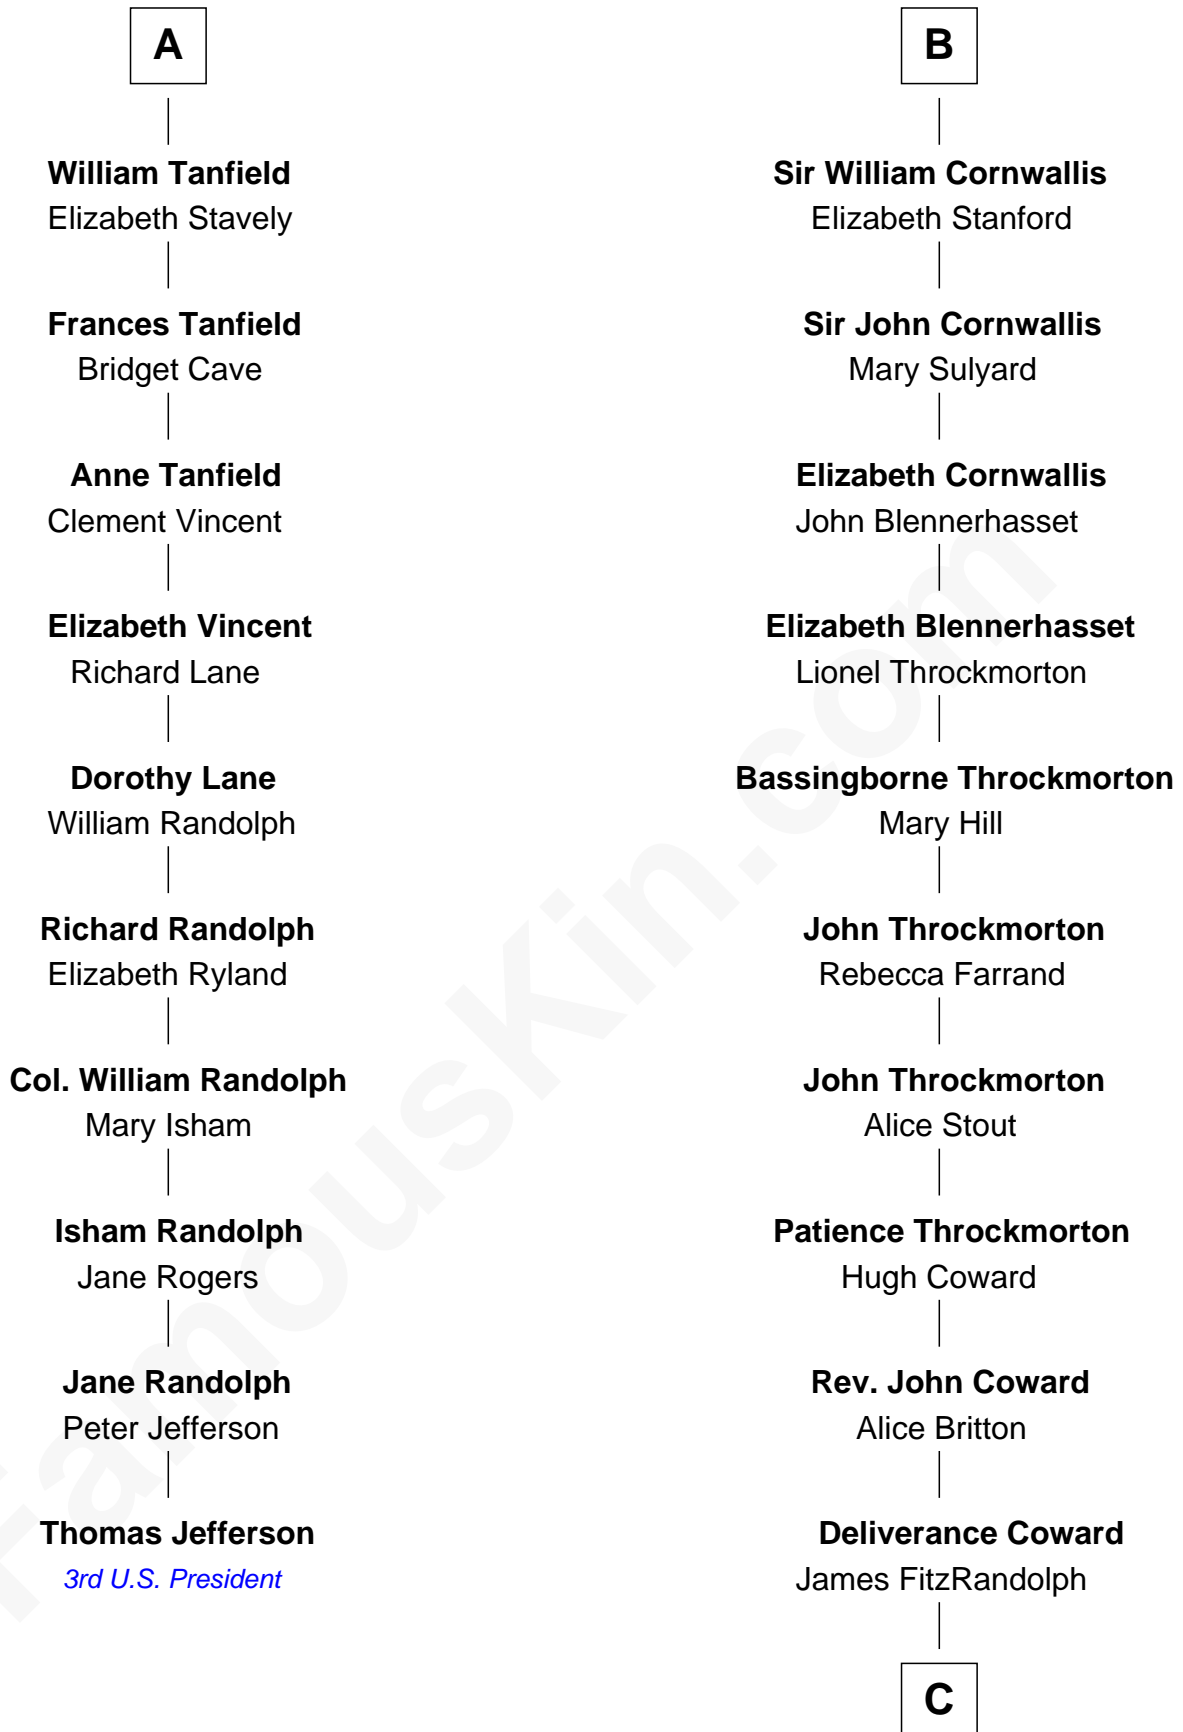 A
William Tanfield
Elizabeth Stavely
Frances Tanfield
Bridget Cave
Anne Tanfield
Clement Vincent
Elizabeth Vincent
Richard Lane
Dorothy Lane
William Randolph
Richard Randolph
Elizabeth Ryland
Col. William Randolph
Mary Isham
Isham Randolph
Jane Rogers
Jane Randolph
Peter Jefferson
Thomas Jefferson
3rd U.S. President
B
Sir William Cornwallis
Elizabeth Stanford
Sir John Cornwallis
Mary Sulyard
Elizabeth Cornwallis
John Blennerhasset
Elizabeth Blennerhasset
Lionel Throckmorton
Bassingborne Throckmorton
Mary Hill
John Throckmorton
Rebecca Farrand
John Throckmorton
Alice Stout
Patience Throckmorton
Hugh Coward
Rev. John Coward
Alice Britton
Deliverance Coward
James FitzRandolph
C
FamousKin.com